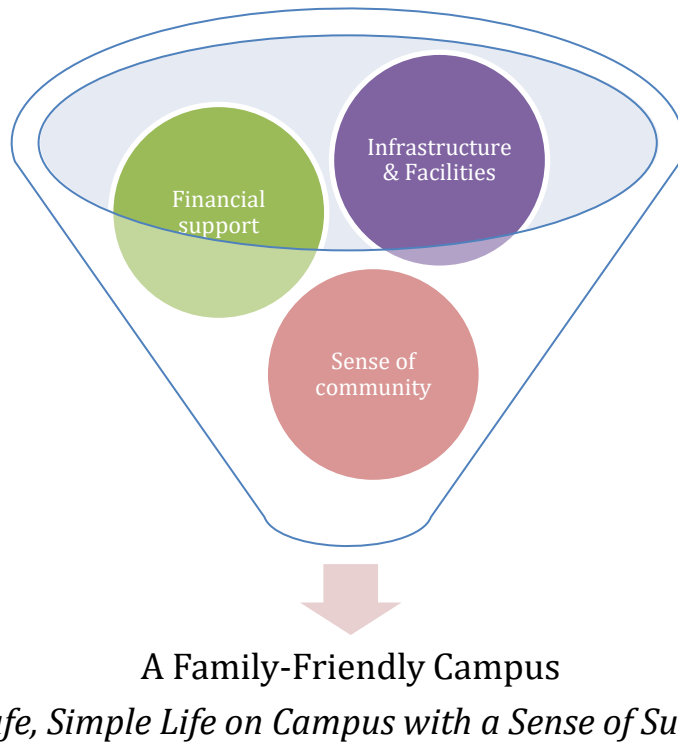 Infrastructure
& Facilities
Financial
support
Sense of
community
A Family-Friendly Campus
Simple Life on Campus with a Sense of